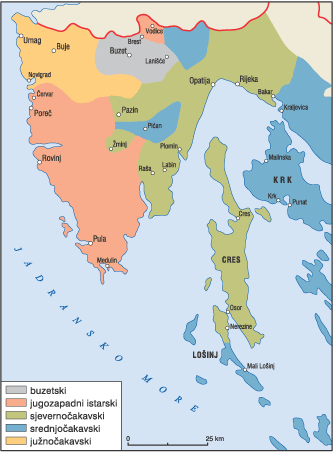 Vodice
Umag
Brest
Buje
Buzet
Lanišće
Novigrad
Opatija
Rijeka
Červar
Bakar
Poreč
Pazin
Kraljevica
Pićan
Žminj
Plomin
Rovinj
Labin
Raša
Malinska
KRK
Krk
Punat
Cres
Pula
Medulin
CRES
JADRANSKO MORE
Osor
Nerezine
LOŠINJ
Mali Lošinj
buzetski
jugozapadni istarski
sjevernočakavski
srednjočakavski
južnočakavski
0 25 km